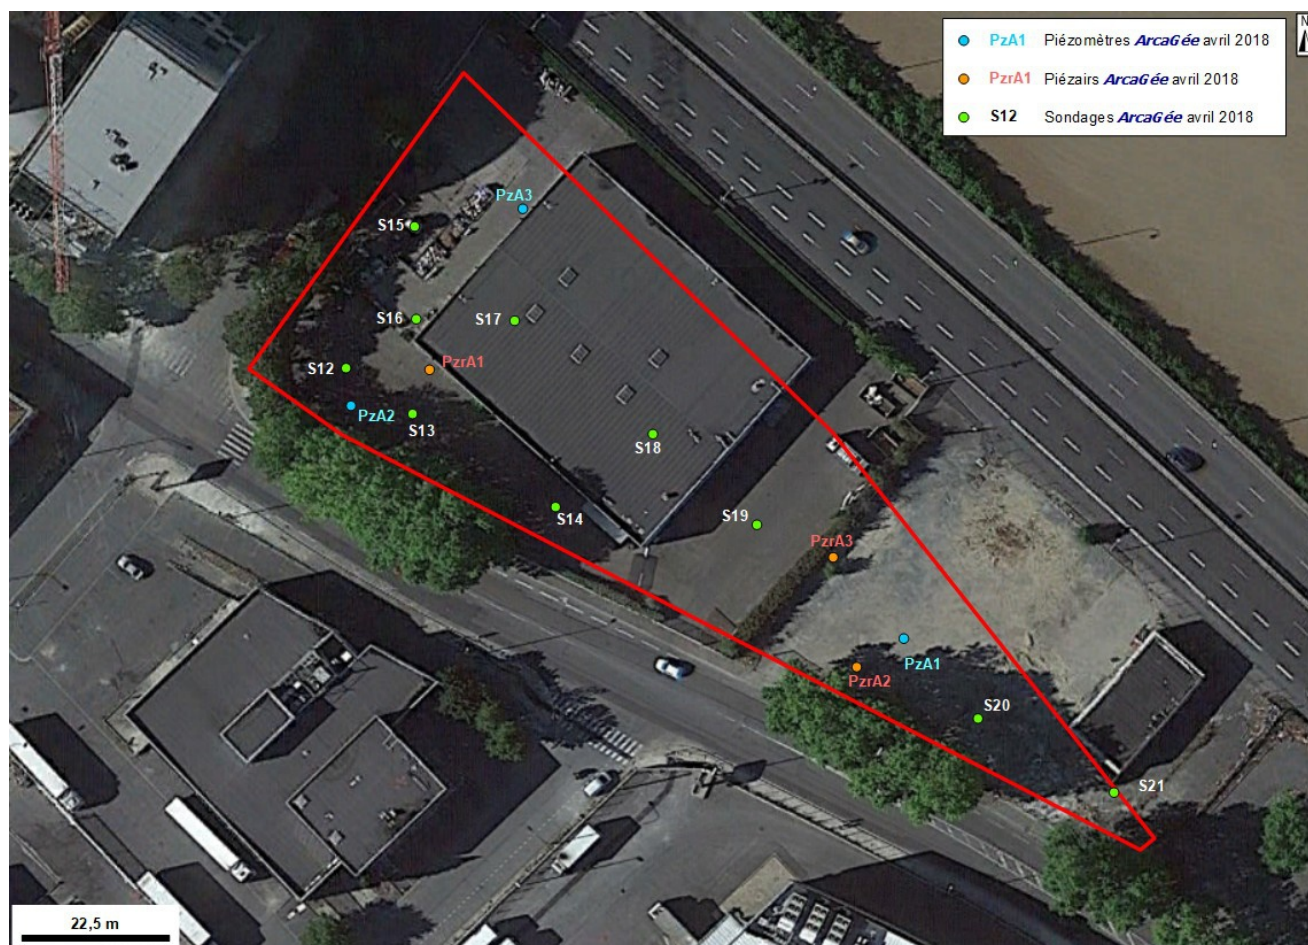 N
PzA1 Piézomètres ArcaGée avril 2018
PzrA1 Piézairs ArcaGée avril 2018
S12 Sondages ArcaGée avril 2018
PzA3
S15
S16
S17
PzrA1
S12
PzA2
S13
S18
S14
S19
PzrA3
PzA1
PzrA2
S20
S21
22,5 m